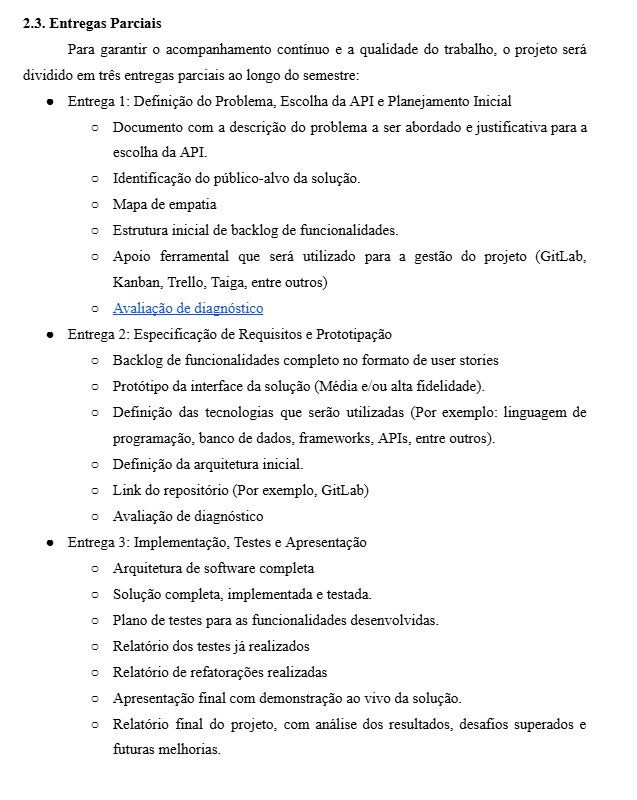 2.3. Entregas Parciais
Para garantir o acompanhamento contínuo e a qualidade do trabalho, o projeto será
dividido em três entregas parciais ao longo do semestre:
● Entrega 1: Definição do Problema, Escolha da API e Planejamento Inicial
○ Documento com a descrição do problema a ser abordado e justificativa para a
escolha da API.
○ Identificação do público-alvo da solução.
○ Mapa de empatia
○ Estrutura inicial de backlog de funcionalidades.
○ Apoio ferramental que será utilizado para a gestão do projeto (GitLab,
Kanban, Trello, Taiga, entre outros)
○ Avaliação de diagnóstico
● Entrega 2: Especificação de Requisitos e Prototipação
○ Backlog de funcionalidades completo no formato de user stories
○ Protótipo da interface da solução (Média e/ou alta fidelidade).
○ Definição das tecnologias que serão utilizadas (Por exemplo: linguagem de
programação, banco de dados, frameworks, APIs, entre outros).
○ Definição da arquitetura inicial.
○ Link do repositório (Por exemplo, GitLab)
○ Avaliação de diagnóstico
● Entrega 3: Implementação, Testes e Apresentação
○ Arquitetura de software completa
○ Solução completa, implementada e testada.
○ Plano de testes para as funcionalidades desenvolvidas.
○ Relatório dos testes já realizados
○ Relatório de refatorações realizadas
○ Apresentação final com demonstração ao vivo da solução.
○ Relatório final do projeto, com análise dos resultados, desafios superados e
futuras melhorias.